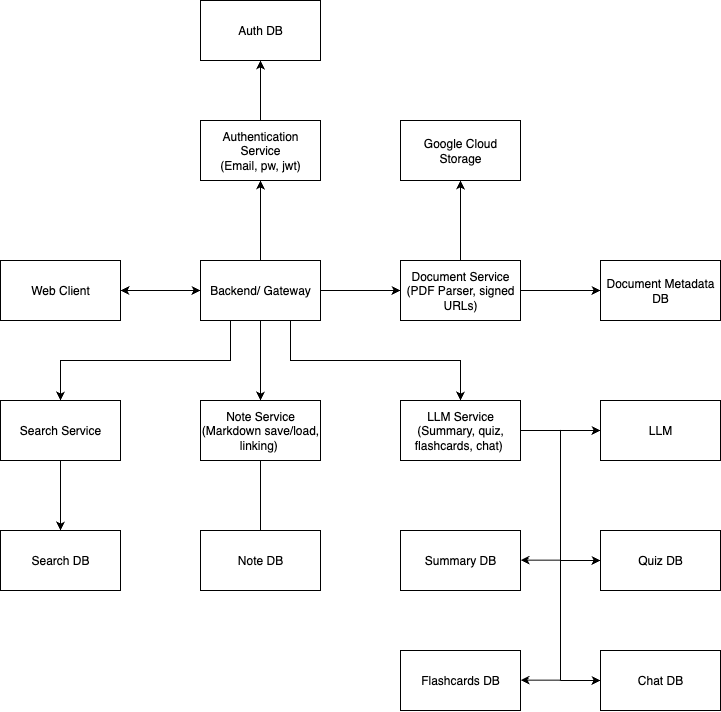 Auth DB
Authentication
Service
(Email, pw, jwt)
Google Cloud
Storage
Web Client
Backend/ Gateway
Document Service
(PDF Parser, signed
URLs)
Document Metadata
DB
Search Service
Note Service
(Markdown save/load,
linking)
LLM Service
(Summary, quiz,
flashcards, chat)
LLM
Search DB
Note DB
Summary DB
Quiz DB
Flashcards DB
Chat DB